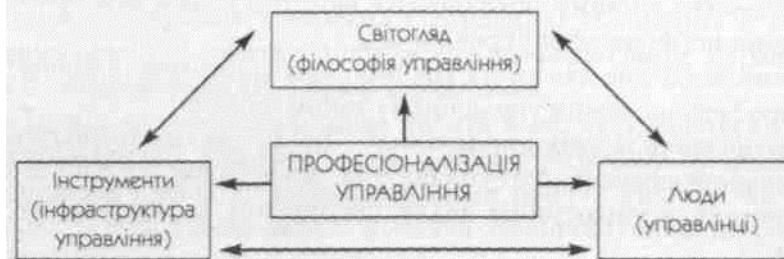 Світогляд
(філософія управління)
ПРОФЕСІОНАЛІЗАЦІЯ
УПРАВЛІННЯ
Інструменти
(інфраструктура
управління)
Люди
(управлінці)